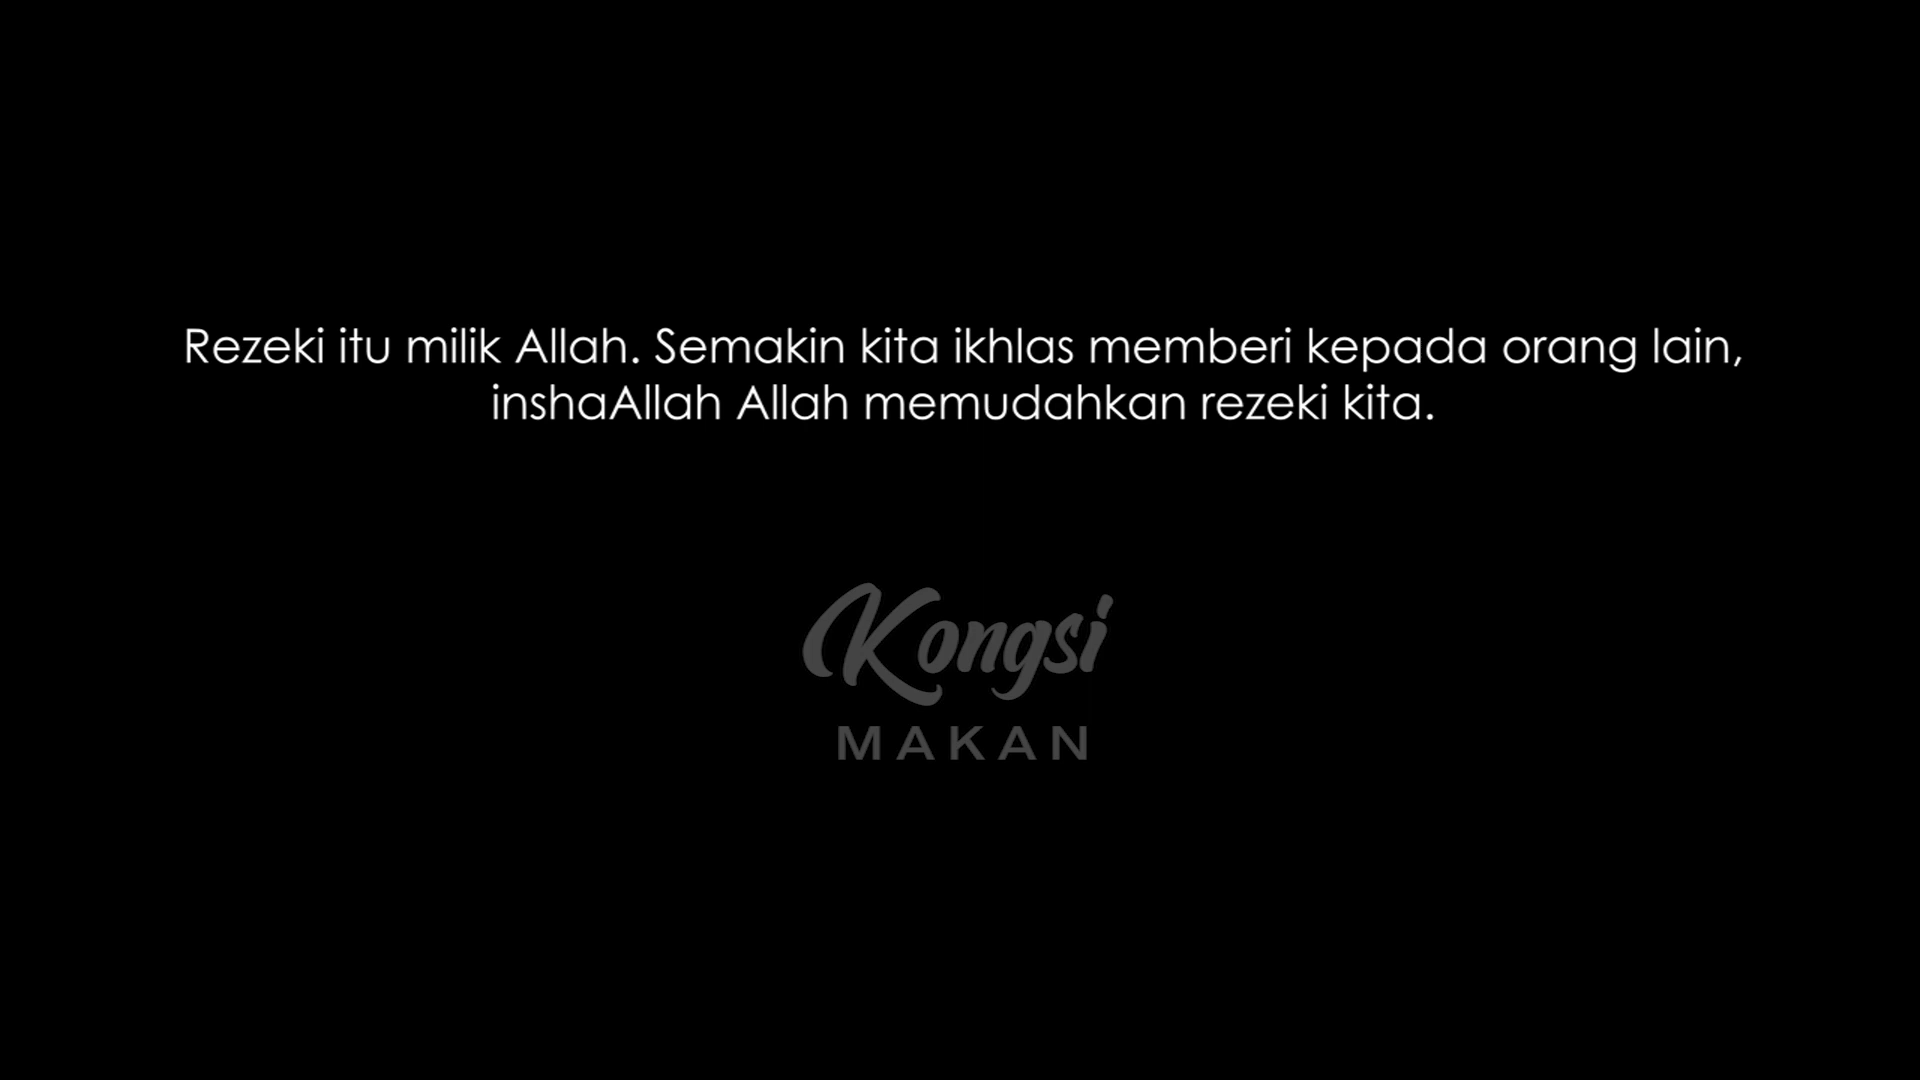 Rezeki itu milik Allah. Semakin kita ikhlas memberi kepada orang lain,
inshaAllah Allah memudahkan rezeki kita.
Kongsi
MAKAN